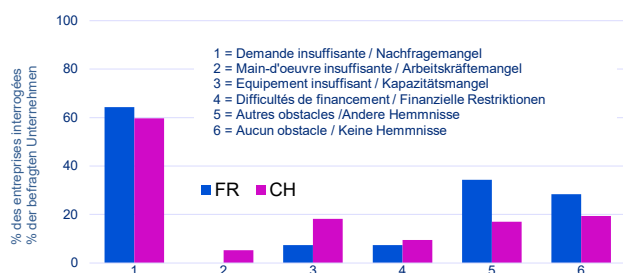 % des entreprises interrogées
% der befragten Unternehmen
100
80
60
40
20
0
1 = Demande insuffisante / Nachfragemangel
2 = Main-d'oeuvre insuffisante / Arbeitskräftemangel
3 = Equipement insuffisant / Kapazitätsmangel
4 = Difficultés de financement / Finanzielle Restriktionen
5 = Autres obstacles /Andere Hemmnisse
6 = Aucun obstacle / Keine Hemmnisse
FR CH
1 2 3 4 5 6